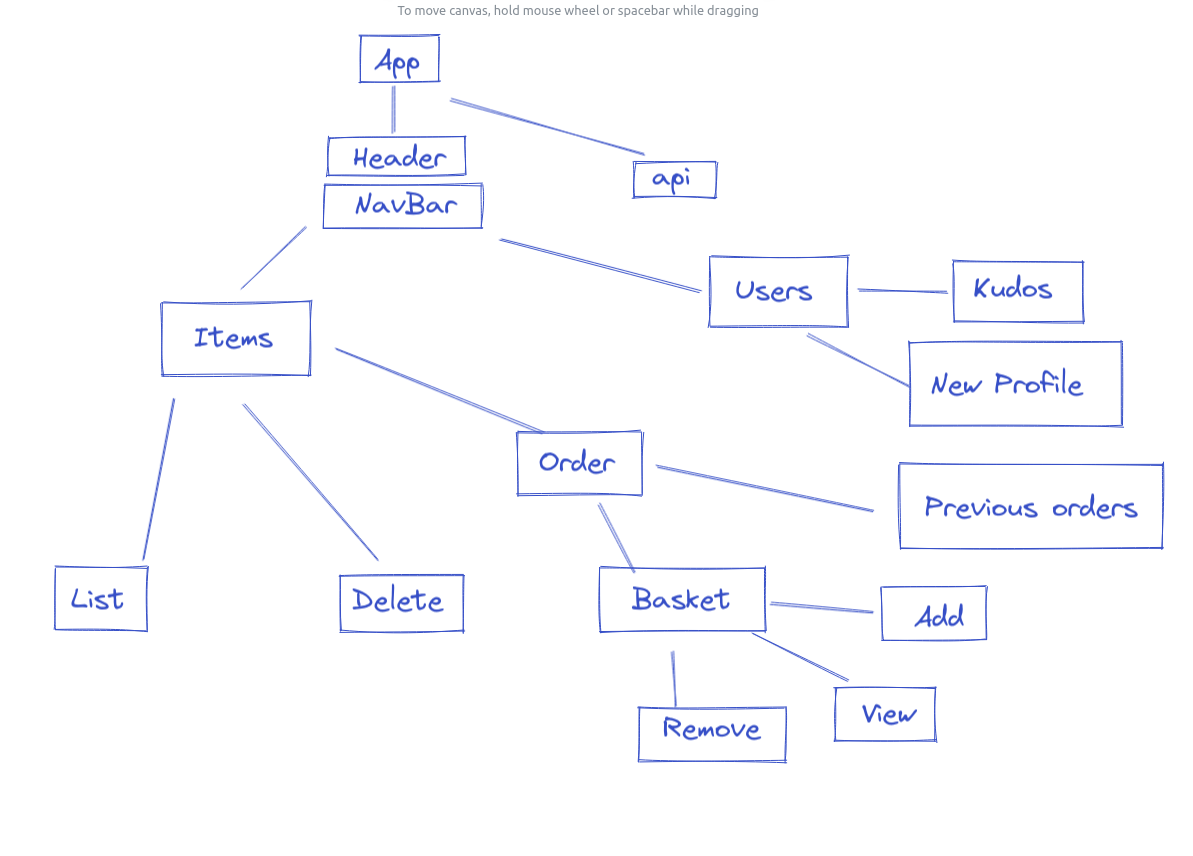 To move canvas, hold mouse wheel or spacebar while dragging
App
Header
api
NavBar
Users
Kudos
Items
New Profile
Order
Previous orders
List
Delete
Basket
Add
View
Remove